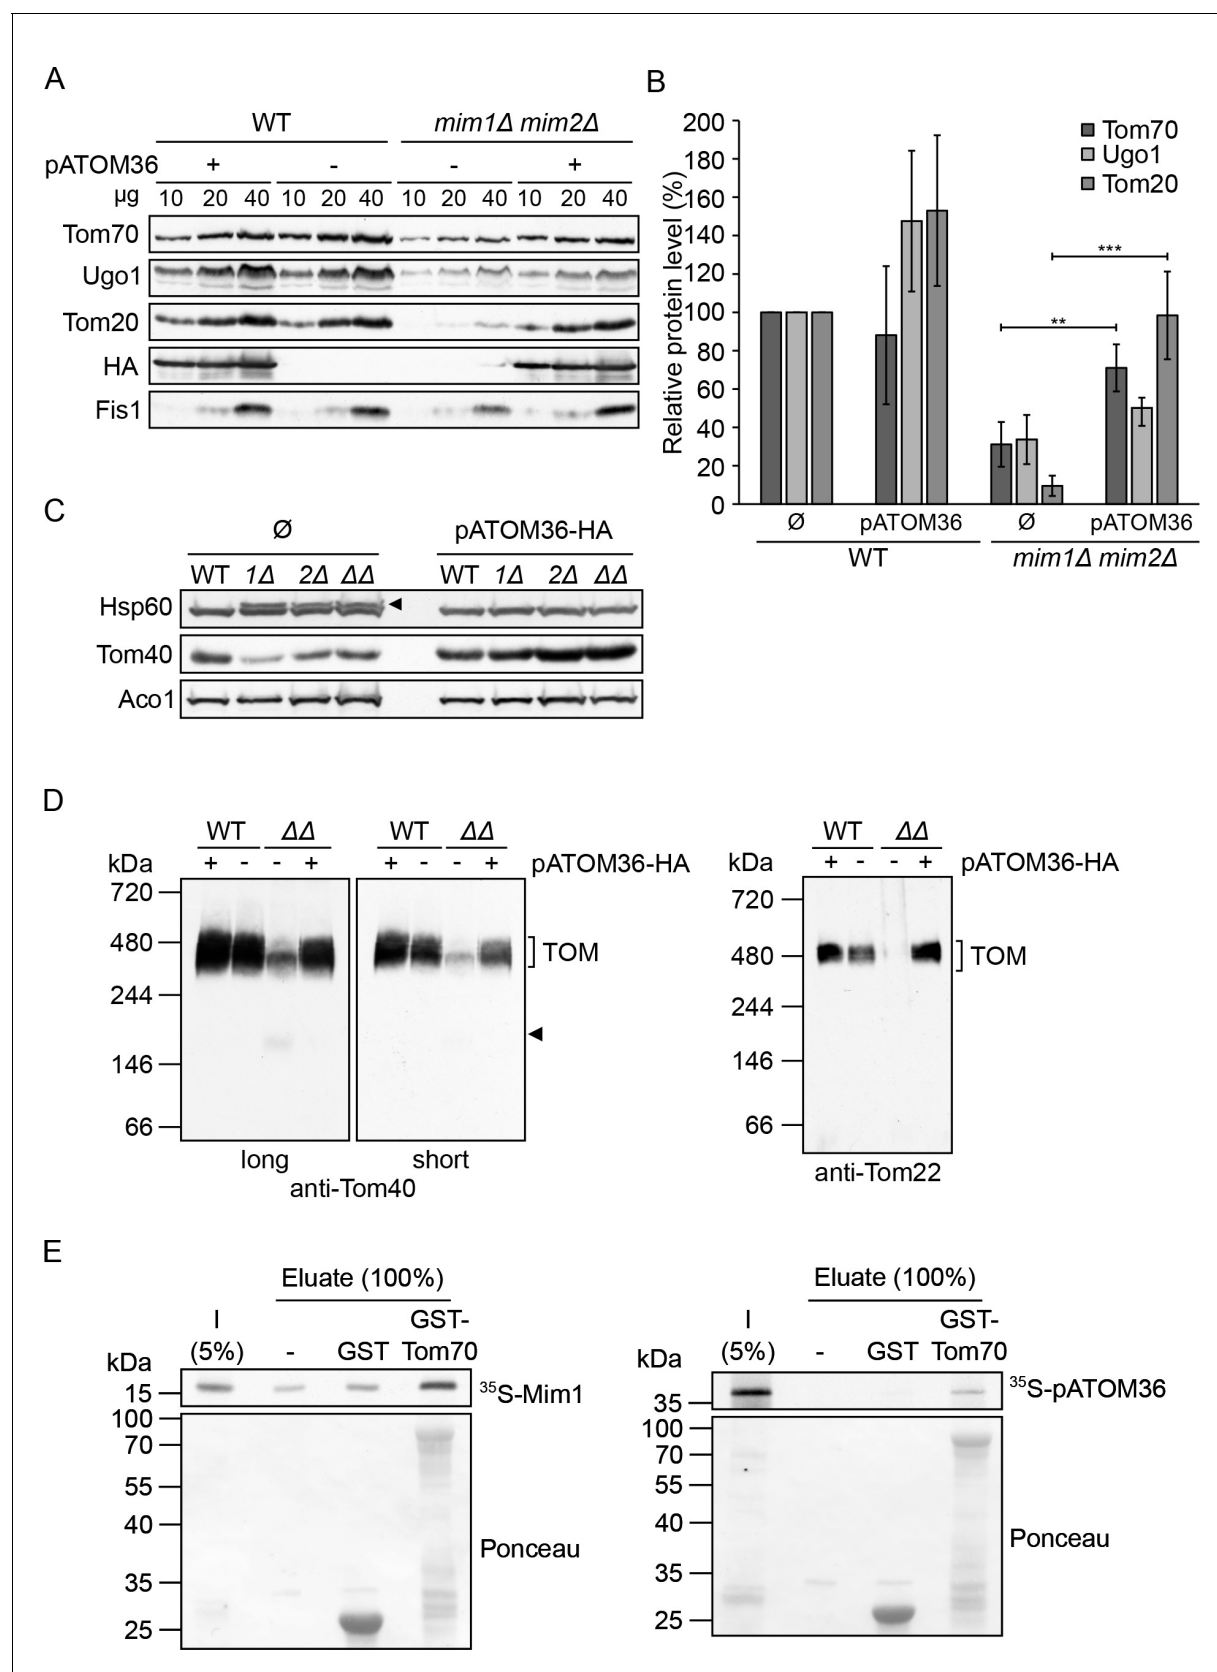 A
WT mim1Δ mim2Δ
pATOM36 + - - +
µg 10 20 40 10 20 40 10 20 40 10 20 40
Tom70
Ugo1
Tom20
HA
Fis1
B
Relative protein level (%)
200
180
160
140
120
100
80
60
40
20
0
Tom70
Ugo1
Tom20
***
**
Ø pATOM36 Ø pATOM36
WT mim1Δ mim2Δ
C
Ø pATOM36-HA
WT 1Δ 2Δ ΔΔ WT 1Δ 2Δ ΔΔ
Hsp60
Tom40
Aco1
D
WT ΔΔ WT ΔΔ
kDa + - - + + - - + pATOM36-HA
720
480 TOM
244
146
66
long short
anti-Tom40
WT ΔΔ
kDa + - - + pATOM36-HA
720
480 TOM
244
146
66
anti-Tom22
E
Eluate (100%)
I GST-
(5%) - GST Tom70
kDa
15 ³⁵S-Mim1
100
70
55
40
Ponceau
35
25
Eluate (100%)
I GST-
(5%) - GST Tom70
kDa
35 ³⁵S-pATOM36
100
70
55
40
Ponceau
35
25